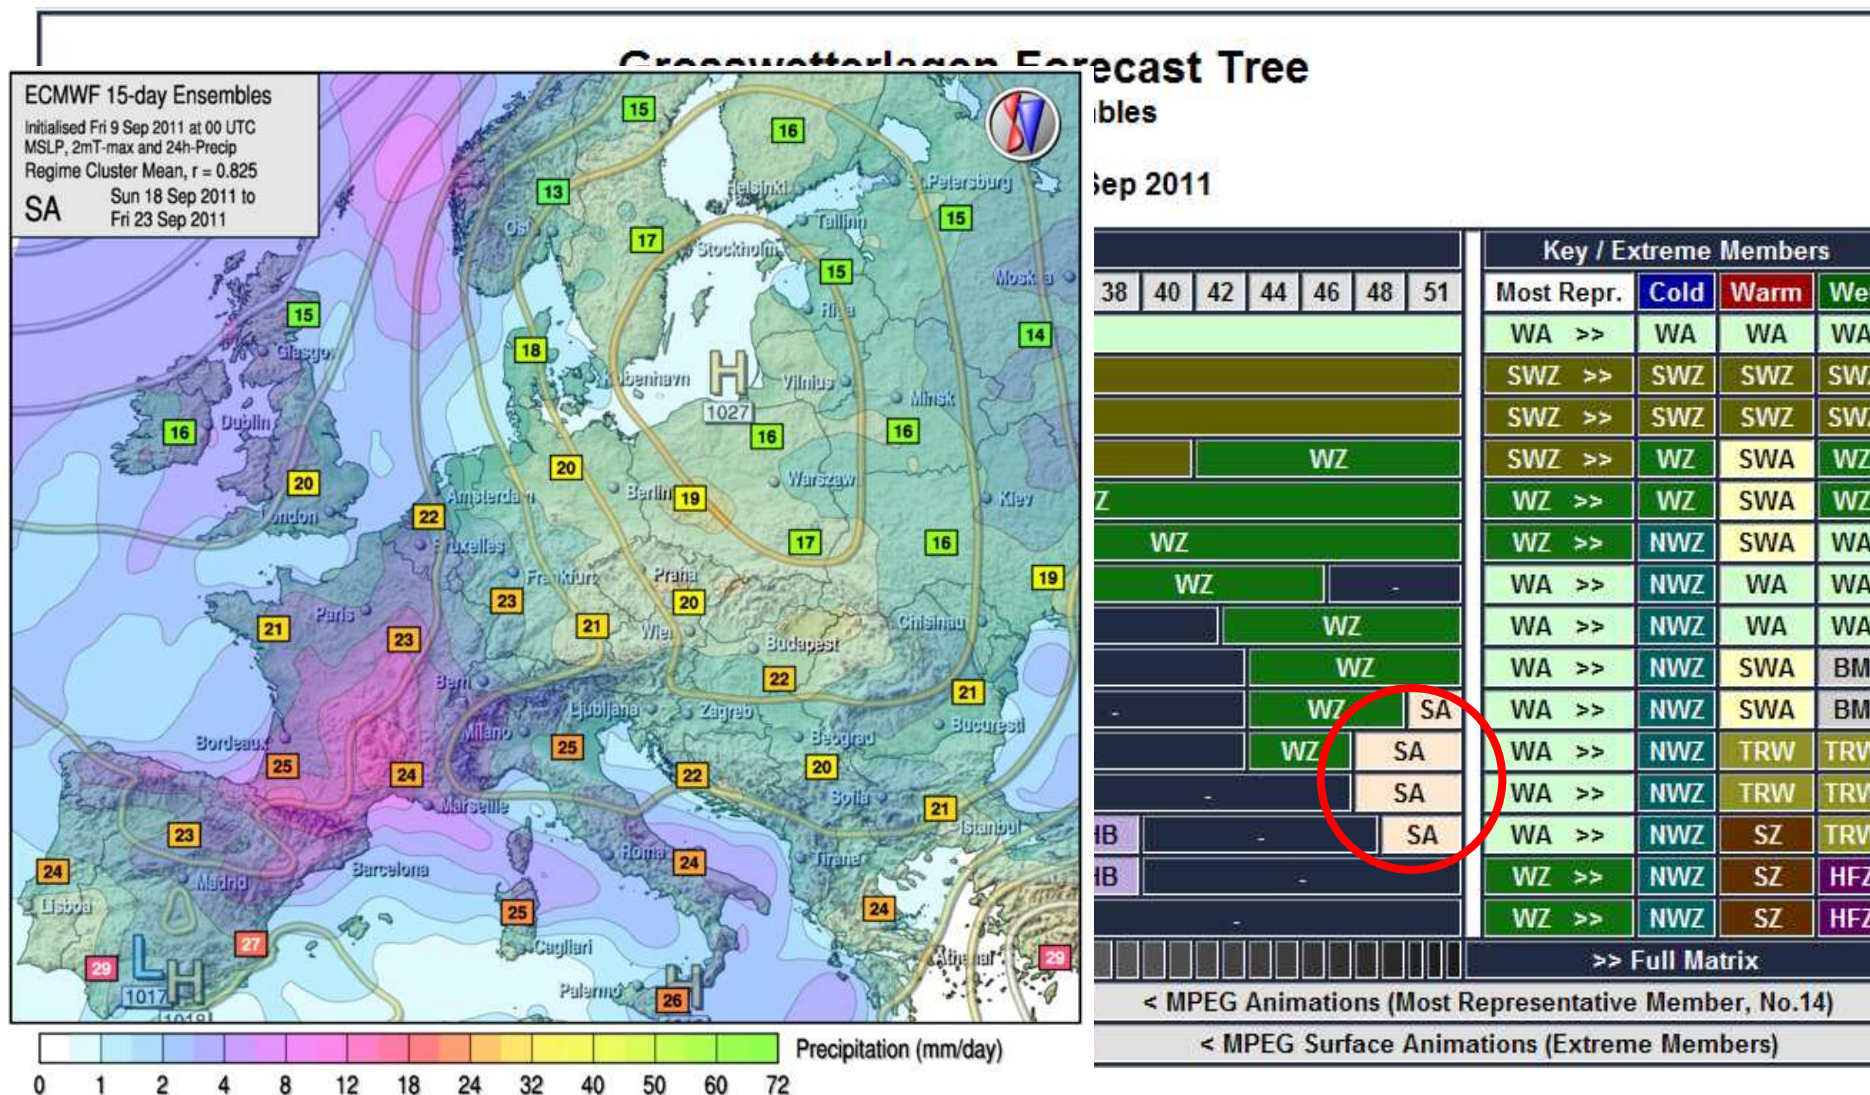 Grosswetterlagen Forecast Tree
bles
Sep 2011
ECMWF 15-day Ensembles
Initialised Fri 9 Sep 2011 at 00 UTC
MSLP, 2mT-max and 24h-Precip
Regime Cluster Mean, r = 0.825
SA
Sun 18 Sep 2011 to
Fri 23 Sep 2011
15
16
13
Helsinki
St.Petersburg
Tallinn
15
17
Stockholm
15
Moskva
Riga
15
14
Glasgow
18
København
H
Vilnius
1027
Minsk
16
Dublin
16
16
20
20
Berlin
19
Warszaw
Kiev
Amsterdam
London
22
Bruxelles
17
16
Frankfurt
Praha
19
23
20
Paris
21
23
21
Wien
Chisinau
Budapest
Bern
22
21
Ljubljana
Zagreb
Bucuresti
Milano
Beograd
Bordeaux
25
25
24
22
20
Sofia
Marseille
21
Istanbul
23
Roma
24
Tirane
Barcelona
24
Madrid
Lisboa
25
24
27
Cagliari
Athenai
29
L
H
29
1017
1018
Palermo
H
26
0 1 2 4 8 12 18 24 32 40 50 60 72
Precipitation (mm/day)
Key / Extreme Members
38 40 42 44 46 48 51 Most Repr. Cold Warm We
WA >> WA WA WA
SWZ >> SWZ SWZ SWZ
SWZ >> SWZ SWZ SWZ
WZ SWZ >> WZ SWA WZ
Z WZ >> WZ SWA WZ
WZ WZ >> NWZ SWA WA
WZ - WA >> NWZ WA WA
WZ WA >> NWZ WA WA
WZ WA >> NWZ SWA BM
- WZ SA WA >> NWZ SWA BM
WZ SA WA >> NWZ TRW TRW
- SA WA >> NWZ TRW TRW
HB - SA WA >> NWZ SZ TRW
HB - WZ >> NWZ SZ HFZ
- WZ >> NWZ SZ HFZ
>> Full Matrix
< MPEG Animations (Most Representative Member, No.14)
< MPEG Surface Animations (Extreme Members)